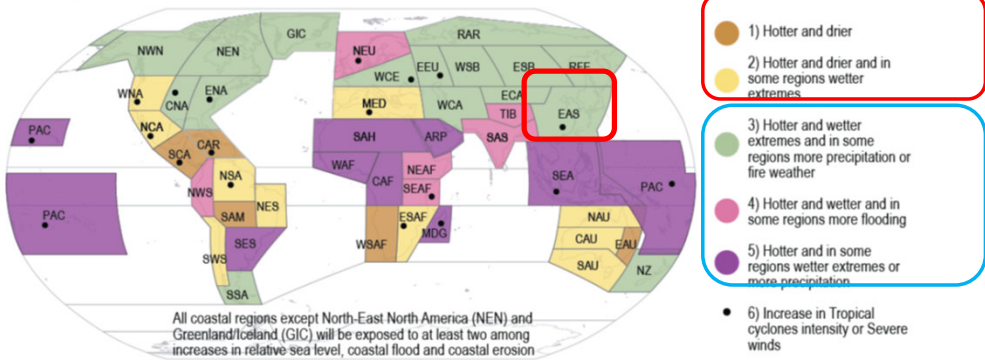 GIC
RAR
NWN
NEN
NEU
EEU
WSB
ESB
RFE
WCE
WNA
CNA
ENA
MED
WCA
ECA
TIB
EAS
PAC
NCA
SAH
ARP
SAS
SCA
CAR
WAF
CAF
NEAF
SEA
PAC
NWS
NSA
SEAF
PAC
SAM
NES
WSAF
ESAF
MDG
NAU
SWS
SES
CAU
EAU
SAU
NZ
SSA
All coastal regions except North-East North America (NEN) and
Greenland/Iceland (GIC) will be exposed to at least two among
increases in relative sea level, coastal flood and coastal erosion
1) Hotter and drier
2) Hotter and drier and in
some regions wetter
extremes
3) Hotter and wetter
extremes and in some
regions more precipitation or
fire weather
4) Hotter and wetter and in
some regions more flooding
5) Hotter and in some
regions wetter extremes or
more precipitation
6) Increase in Tropical
cyclones intensity or Severe
winds